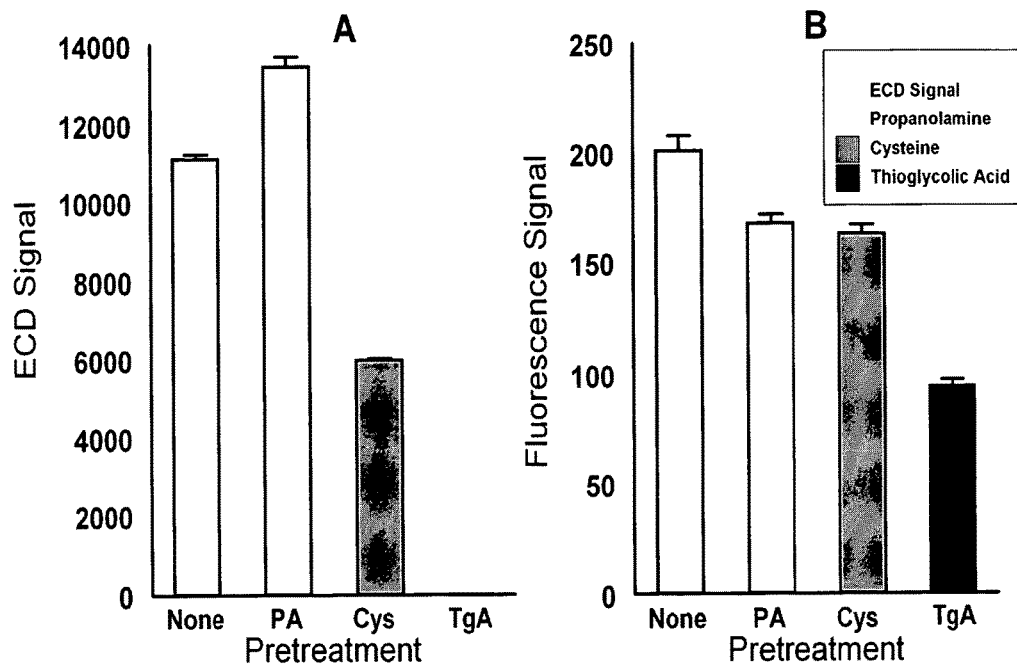 A
ECD Signal
14000
12000
10000
8000
6000
4000
2000
0
None PA Cys TgA
Pretreatment
B
Fluorescence Signal
250
200
150
100
50
0
None PA Cys TgA
Pretreatment
ECD Signal
Propanolamine
Cysteine
Thioglycolic Acid